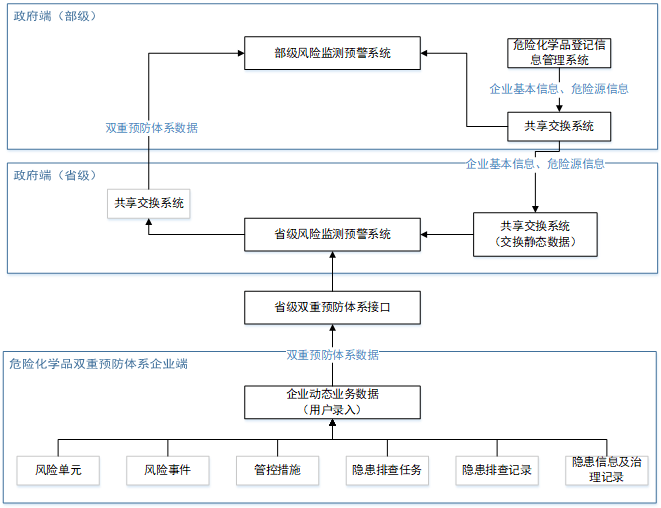 政府端（部级）
部级风险监测预警系统
危险化学品登记信
息管理系统
企业基本信息、危险源信息
双重预防体系数据
共享交换系统
企业基本信息、危险源信息
政府端（省级）
共享交换系统
省级风险监测预警系统
共享交换系统
（交换静态数据）
省级双重预防体系接口
双重预防体系数据
危险化学品双重预防体系企业端
企业动态业务数据
（用户录入）
风险单元
风险事件
管控措施
隐患排查任务
隐患排查记录
隐患信息及治
理记录